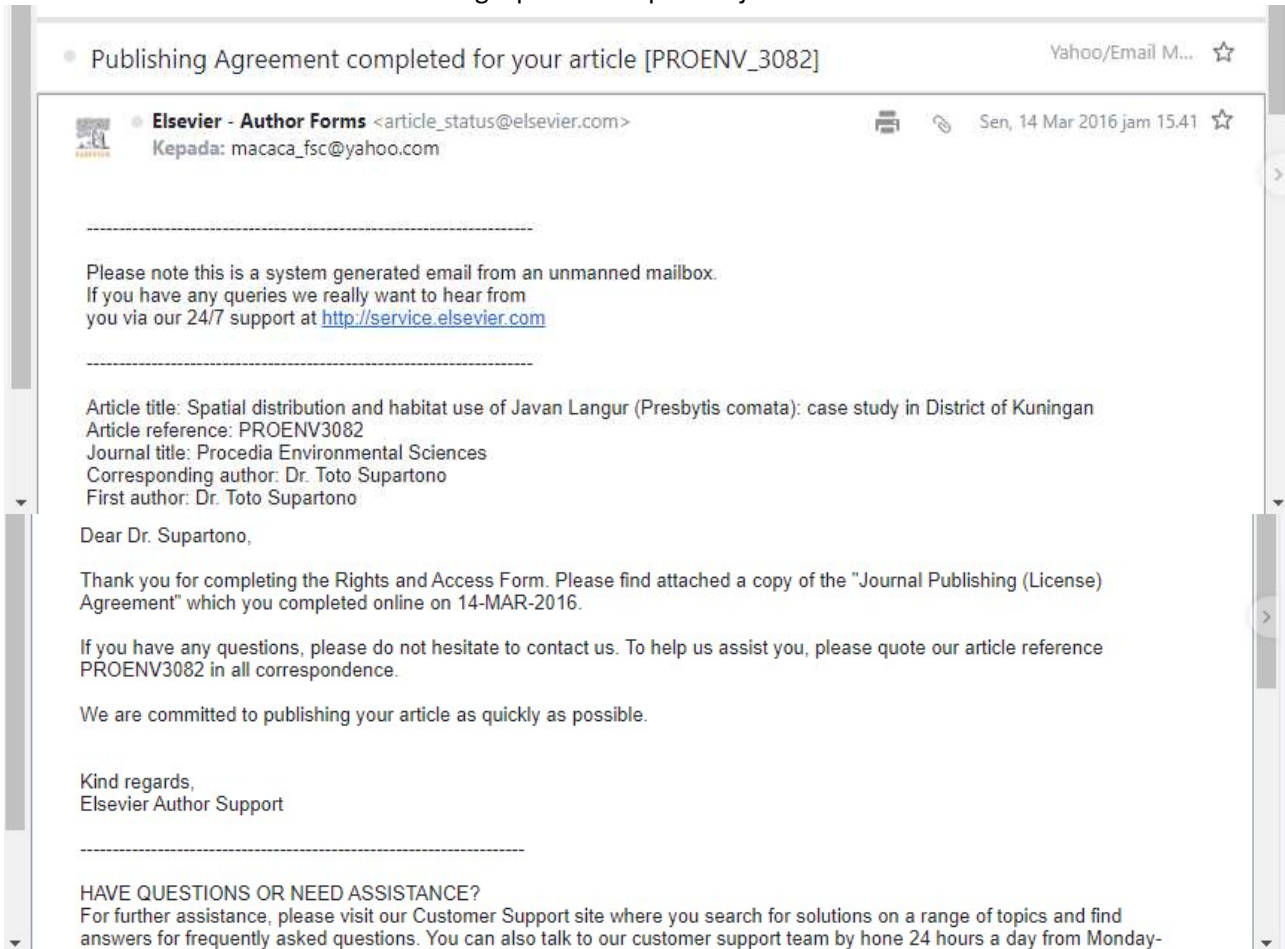 Publishing Agreement completed for your article [PROENV_3082]
Yahoo/Email M...
Elsevier - Author Forms <article_status@elsevier.com>
Sen, 14 Mar 2016 jam 15.41
Kepada: macaca_fsc@yahoo.com
----------------------------------------------------------------------
Please note this is a system generated email from an unmanned mailbox.
If you have any queries we really want to hear from
you via our 24/7 support at http://service.elsevier.com
----------------------------------------------------------------------
Article title: Spatial distribution and habitat use of Javan Langur (Presbytis comata): case study in District of Kuningan
Article reference: PROENV3082
Journal title: Procedia Environmental Sciences
Corresponding author: Dr. Toto Supartono
First author: Dr. Toto Supartono
Dear Dr. Supartono,
Thank you for completing the Rights and Access Form. Please find attached a copy of the "Journal Publishing (License)
Agreement" which you completed online on 14-MAR-2016.
If you have any questions, please do not hesitate to contact us. To help us assist you, please quote our article reference
PROENV3082 in all correspondence.
We are committed to publishing your article as quickly as possible.
Kind regards,
Elsevier Author Support
----------------------------------------------------------------------
HAVE QUESTIONS OR NEED ASSISTANCE?
For further assistance, please visit our Customer Support site where you search for solutions on a range of topics and find
answers for frequently asked questions. You can also talk to our customer support team by hone 24 hours a day from Monday-